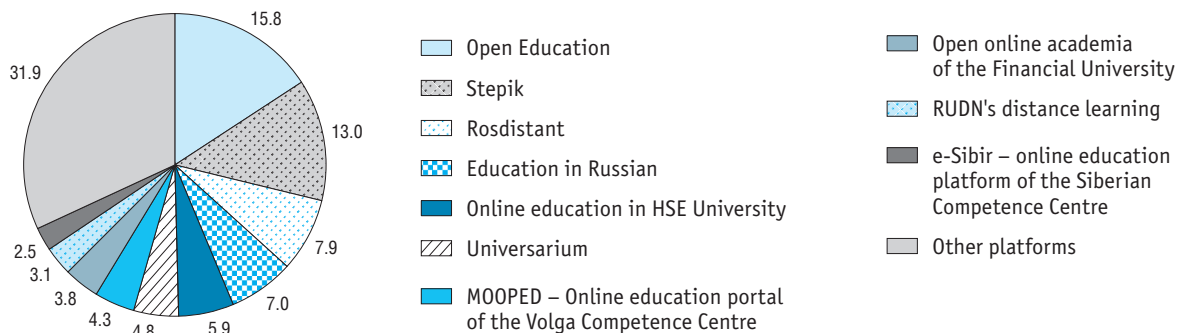 15.8
13.0
7.9
7.0
5.9
4.8
4.3
3.8
3.1
2.5
31.9
Open Education
Stepik
Rosdistant
Education in Russian
Online education in HSE University
Universarium
MOOPED – Online education portal
of the Volga Competence Centre
Open online academia
of the Financial University
RUDN's distance learning
e-Sibir – online education
platform of the Siberian
Competence Centre
Other platforms